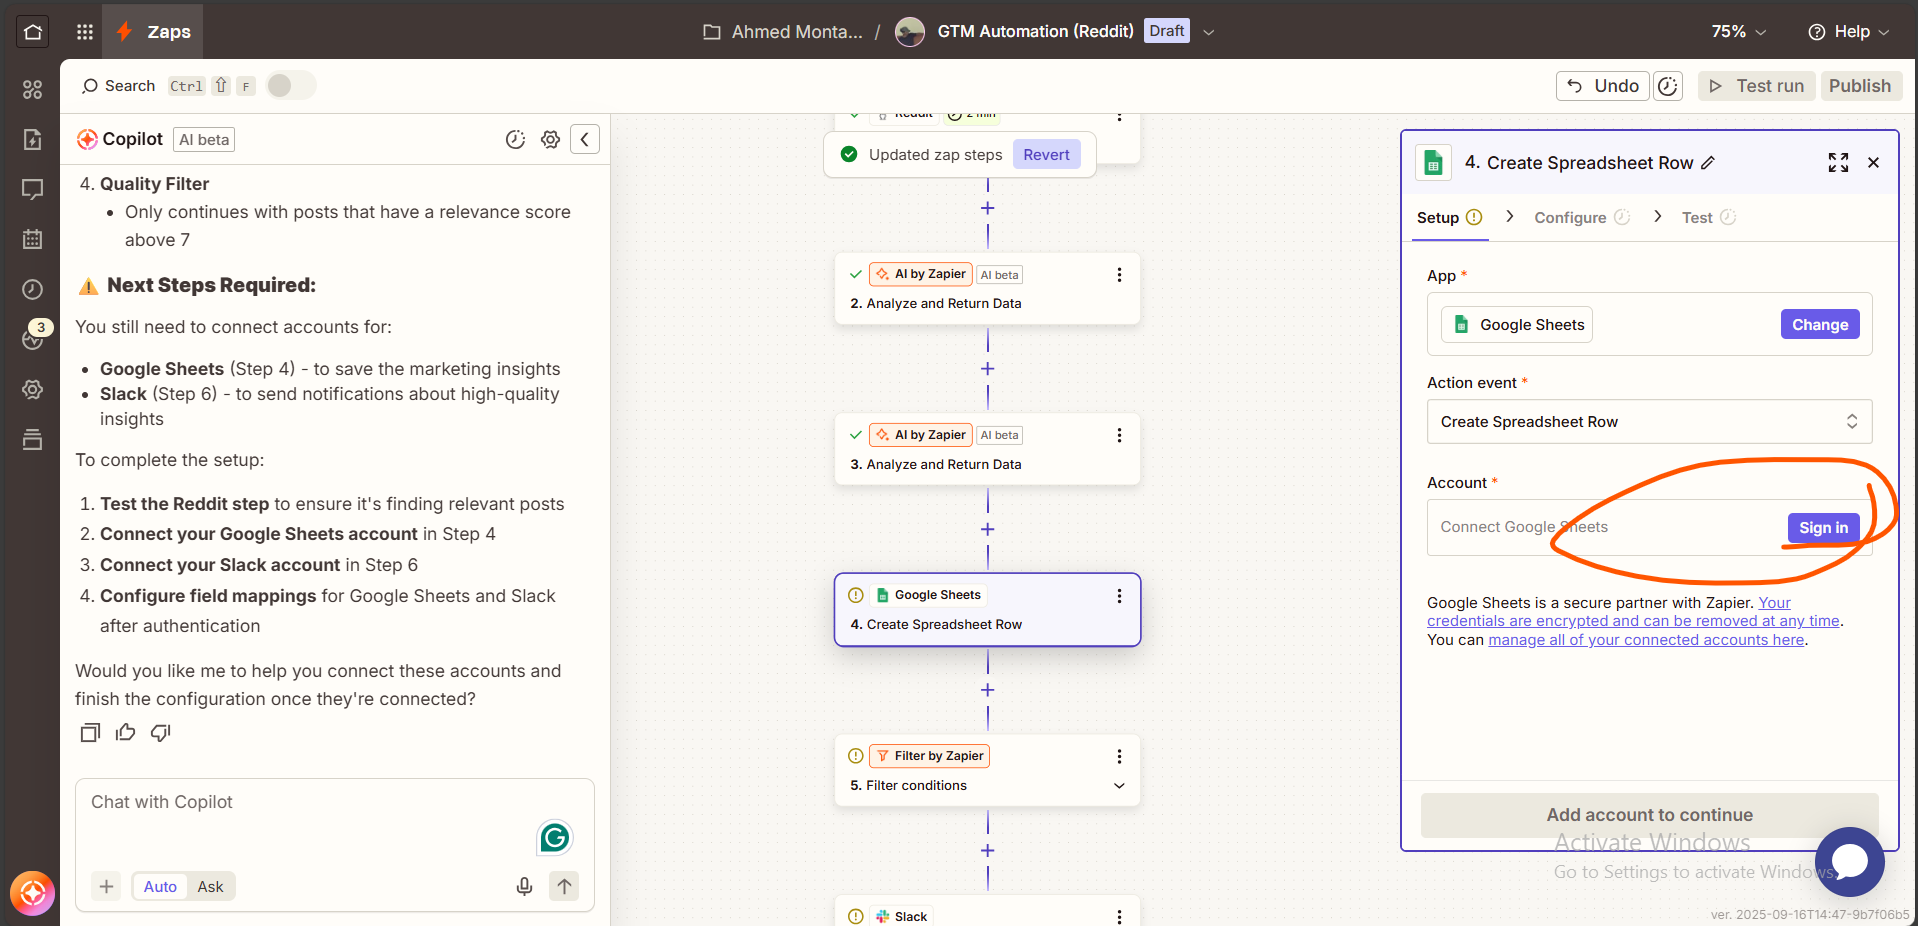 Zaps
Ahmed Monta... / GTM Automation (Reddit) Draft
75%
Help
Search Ctrl F
Undo
Test run
Publish
3
Copilot AI beta
4. Quality Filter
• Only continues with posts that have a relevance score
above 7
Next Steps Required:
You still need to connect accounts for:
• Google Sheets (Step 4) - to save the marketing insights
• Slack (Step 6) - to send notifications about high-quality
insights
To complete the setup:
1. Test the Reddit step to ensure it's finding relevant posts
2. Connect your Google Sheets account in Step 4
3. Connect your Slack account in Step 6
4. Configure field mappings for Google Sheets and Slack
after authentication
Would you like me to help you connect these accounts and
finish the configuration once they're connected?
Chat with Copilot
Auto Ask
Reddit 2 min
Updated zap steps Revert
AI by Zapier AI beta
2. Analyze and Return Data
AI by Zapier AI beta
3. Analyze and Return Data
Google Sheets
4. Create Spreadsheet Row
Filter by Zapier
5. Filter conditions
Slack
4. Create Spreadsheet Row
Setup Configure Test
App *
Google Sheets Change
Action event *
Create Spreadsheet Row
Account *
Connect Google Sheets Sign in
Google Sheets is a secure partner with Zapier. Your
credentials are encrypted and can be removed at any time.
You can manage all of your connected accounts here.
Add account to continue
Activate Windows
Go to Settings to activate Windows.
ver. 2025-09-16T14:47-9b7f06b5